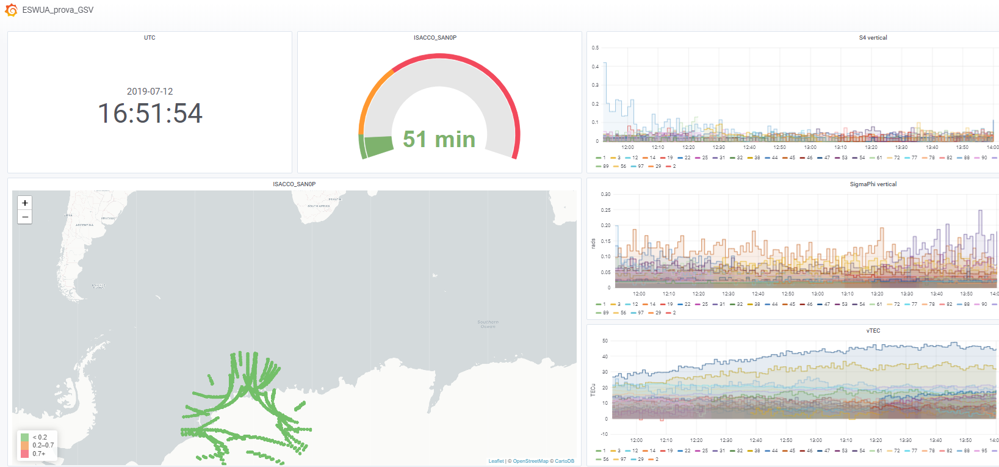 ESWUA_prova_GSV
UTC
2019-07-12
16:51:54
ISACCO_SAN0P
51 min
S4 vertical
0.5
0.4
0.3
0.2
0.1
0
12:00 12:10 12:20 12:30 12:40 12:50 13:00 13:10 13:20 13:30 13:40 13:50 14:00
1 3 12 14 19 22 25 31 32 38 44 45 46 47 53 54 61 72 77 78 82 88 90
89 56 97 29 2
ISACCO_SAN0P
+
−
URUGUAY
ARGENTINA
SOUTH AFRICA
Southern
Ocean
< 0.2
0.2–0.7
0.7+
Leaflet | © OpenStreetMap © CartoDB
SigmaPhi vertical
rads
0.30
0.25
0.20
0.15
0.10
0.05
0
12:00 12:10 12:20 12:30 12:40 12:50 13:00 13:10 13:20 13:30 13:40 13:50 14:0
1 3 12 14 19 22 25 31 32 38 44 45 46 47 53 54 61 72 77 78 82 88 90
89 56 97 29 2
vTEC
TECu
50
40
30
20
10
0
-10
12:00 12:10 12:20 12:30 12:40 12:50 13:00 13:10 13:20 13:30 13:40 13:50 14:0
1 3 12 14 19 22 25 31 32 38 44 45 46 47 53 54 61 72 77 78 82 88 95
56 97 29 2